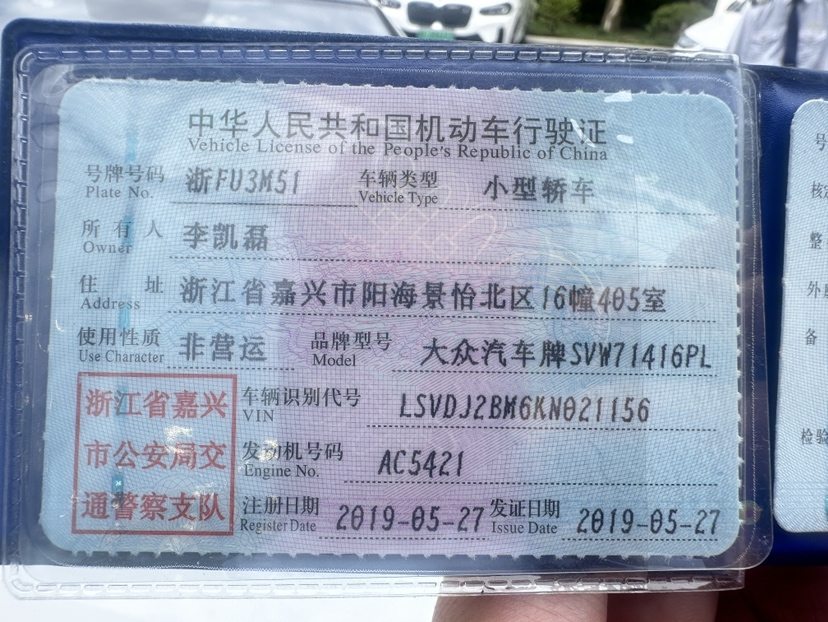 中华人民共和国机动车行驶证
Vehicle License of the People's Republic of China
号牌号码 浙FU3M51 车辆类型 小型轿车
Plate No. Vehicle Type
所有人 李凯磊
Owner
住址 浙江省嘉兴市阳海景怡北区16幢405室
Address
使用性质 非营运 品牌型号 大众汽车牌SVW71416PL
Use Character Model
浙江省嘉兴 车辆识别代号 LSVDJ2BM6KN021156
VIN
市公安局交 发动机号码 AC5421
Engine No.
通警察支队 注册日期 2019-05-27 发证日期 2019-05-27
Register Date Issue Date
号
核
整
外
备
检验